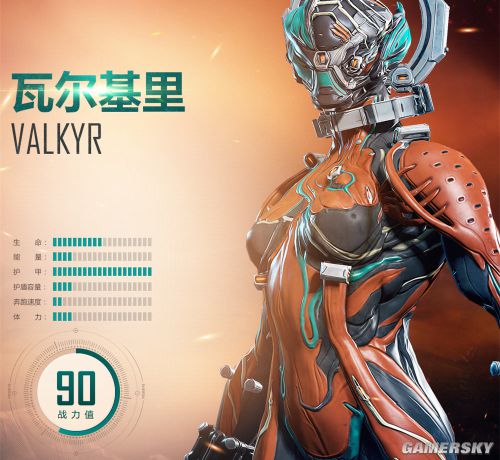 瓦尔基里
VALKYR
生 命：
能 量：
护 甲：
护盾容量：
奔跑速度：
体 力：
90
战力值
GAMERSKY